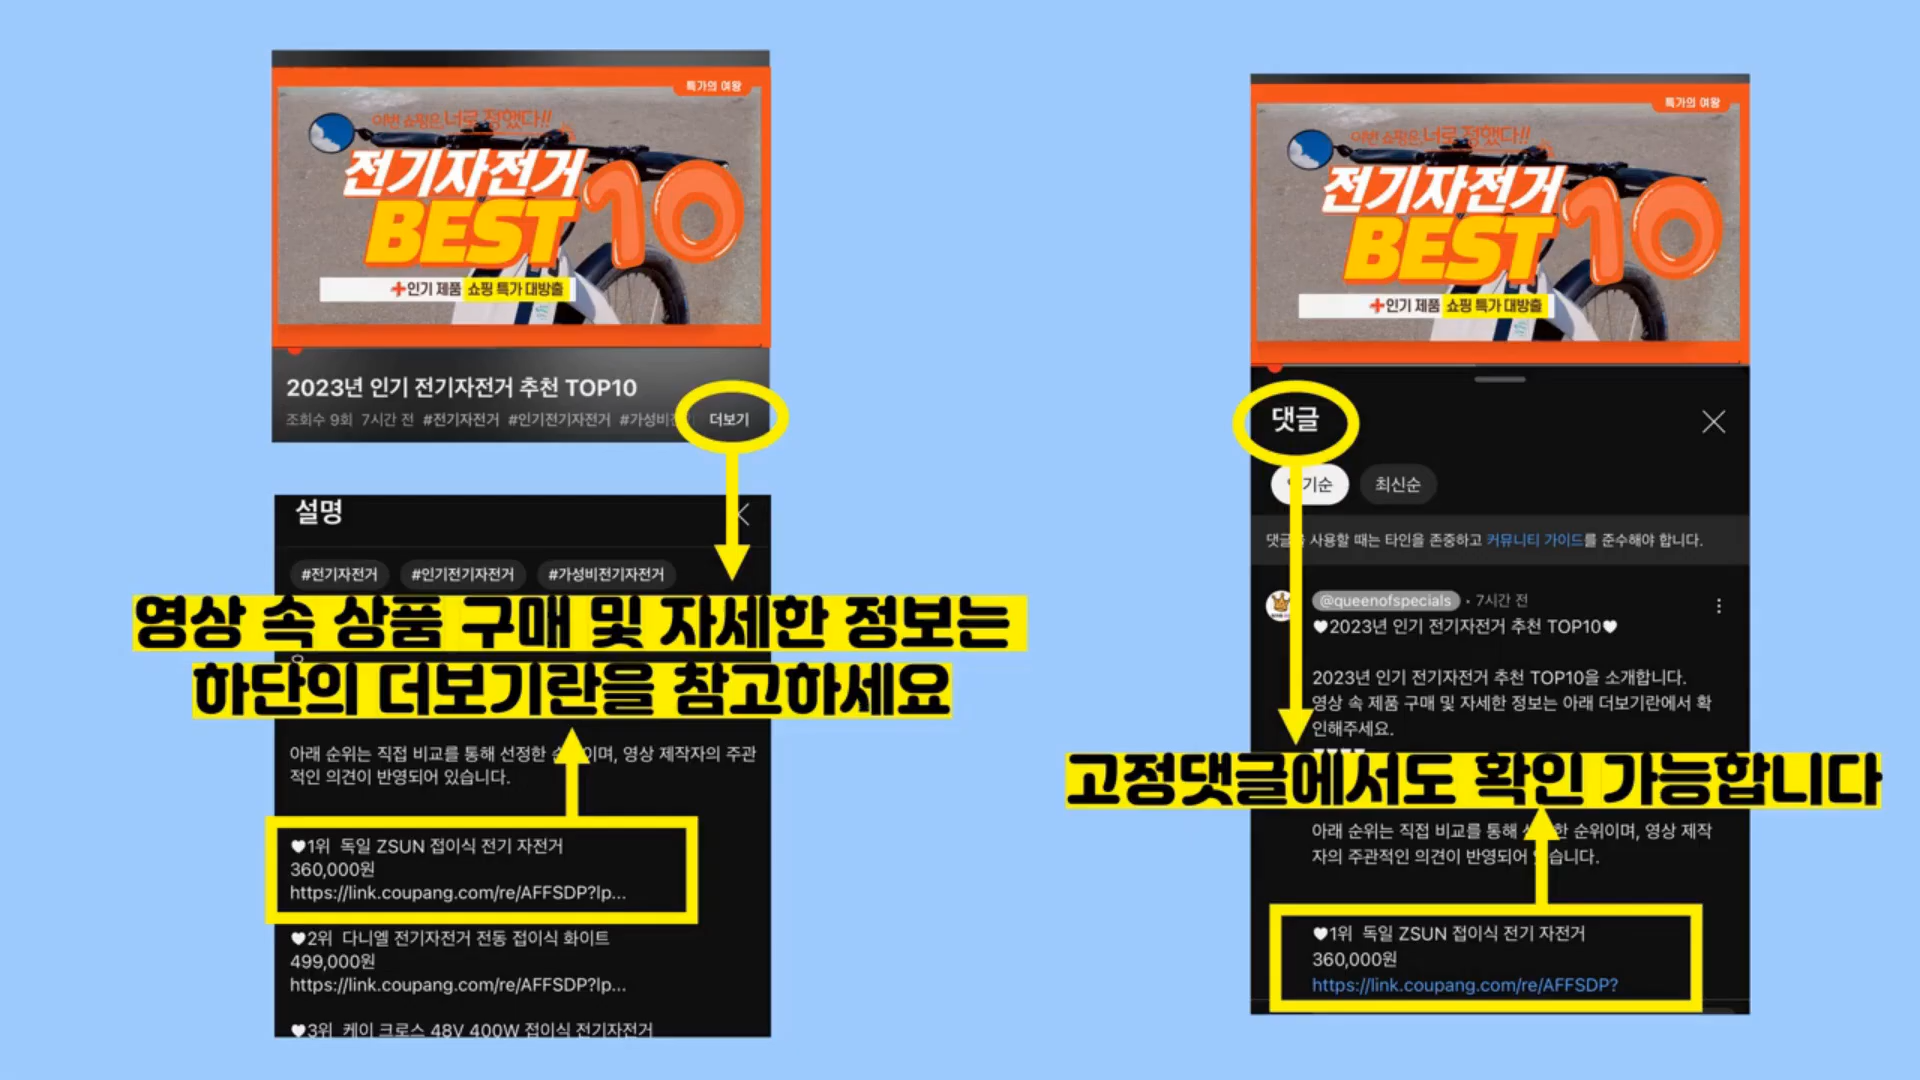 특가의 여왕
이번 쇼핑은 너로 정했다!!
전기자전거
BEST 10
+인기 제품 쇼핑 특가 대방출
2023년 인기 전기자전거 추천 TOP10
조회수 9회 7시간 전 #전기자전거 #인기전기자전거 #가성비 더보기
설명
#전기자전거 #인기전기자전거 #가성비전기자전거
영상 속 상품 구매 및 자세한 정보는
하단의 더보기란을 참고하세요
아래 순위는 직접 비교를 통해 선정한 이며, 영상 제작자의 주관
적인 의견이 반영되어 있습니다.
♥1위 독일 ZSUN 접이식 전기 자전거
360,000원
https://link.coupang.com/re/AFFSDP?lp...
♥2위 다니엘 전기자전거 전동 접이식 화이트
499,000원
https://link.coupang.com/re/AFFSDP?lp...
♥3위 케이 크로스 48V 400W 접이식 전기자전거
특가의 여왕
이번 쇼핑은 너로 정했다!!
전기자전거
BEST 10
+인기 제품 쇼핑 특가 대방출
댓글
기순 최신순
댓글 사용할 때는 타인을 존중하고 커뮤니티 가이드를 준수해야 합니다.
@queenofspecials · 7시간 전
♥2023년 인기 전기자전거 추천 TOP10♥
2023년 인기 전기자전거 추천 TOP10을 소개합니다.
영상 속 제품 구매 및 자세한 정보는 아래 더보기란에서 확
인해주세요.
고정댓글에서도 확인 가능합니다
아래 순위는 직접 비교를 통해 한 순위이며, 영상 제작
자의 주관적인 의견이 반영되어 습니다.
♥1위 독일 ZSUN 접이식 전기 자전거
360,000원
https://link.coupang.com/re/AFFSDP?